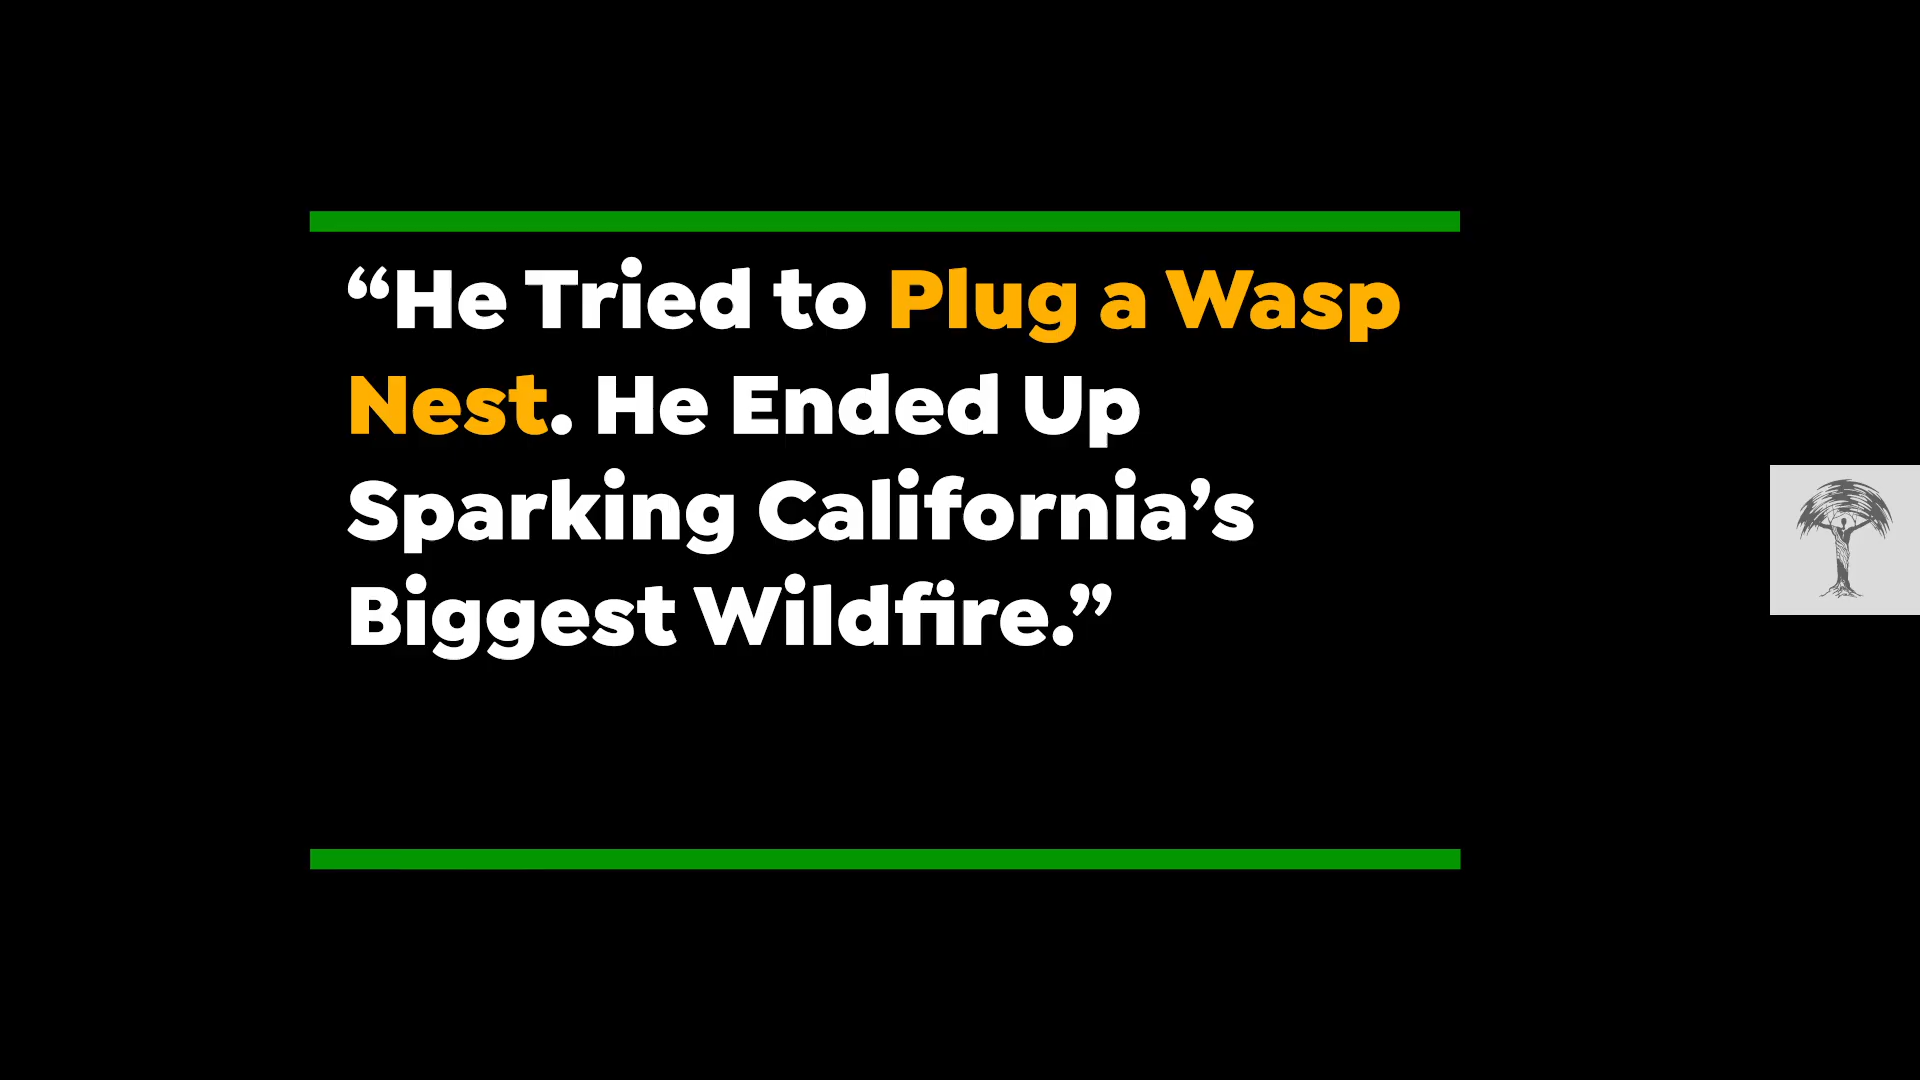 “He Tried to Plug a Wasp
Nest. He Ended Up
Sparking California’s
Biggest Wildfire.”